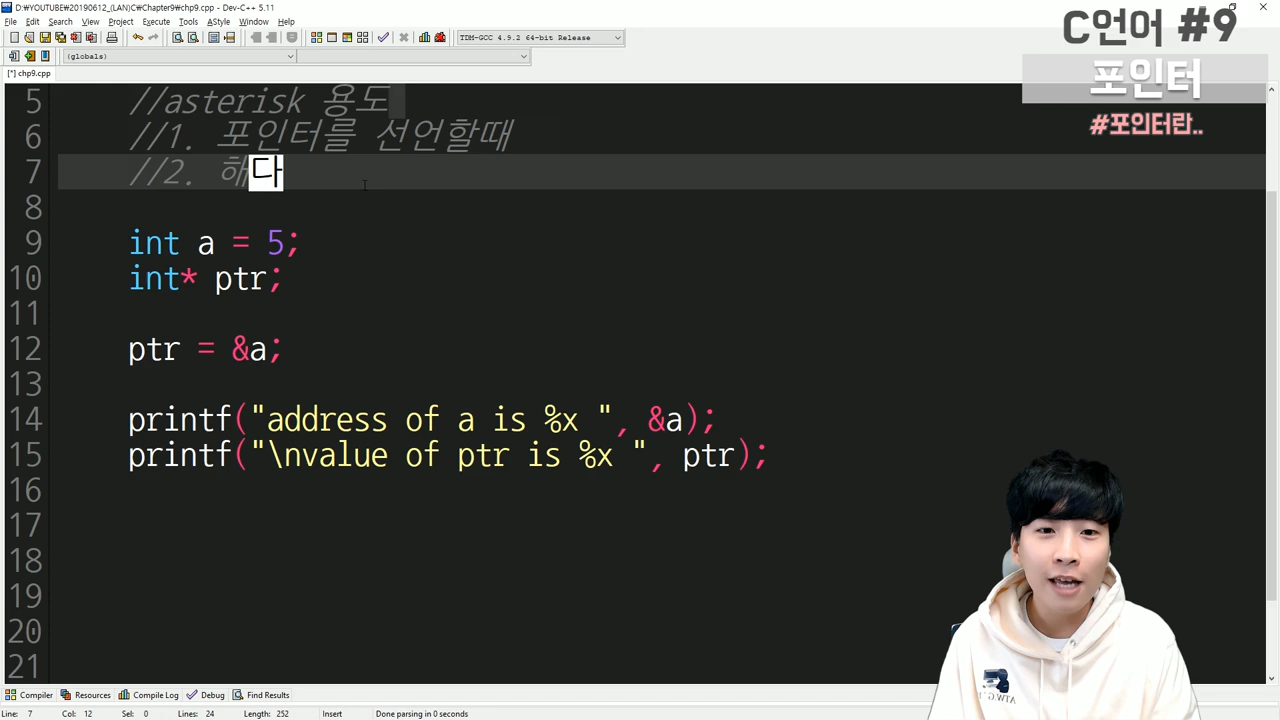 D:\YOUTUBE\20190612_(LAN)\C\Chapter9\chp9.cpp - Dev-C++ 5.11
File Edit Search View Project Execute Tools AStyle Window Help
TDM-GCC 4.9.2 64-bit Release
(globals)
[*] chp9.cpp
C언어 #9
포인터
#포인터란..
5 //asterisk 용도
6 //1. 포인터를 선언할때
7 //2. 해다
8
9 int a = 5;
10 int* ptr;
11
12 ptr = &a;
13
14 printf("address of a is %x ", &a);
15 printf("\nvalue of ptr is %x ", ptr);
16
17
18
19
20
21
ATW.G
Compiler Resources Compile Log Debug Find Results
Line: 7 Col: 12 Sel: 0 Lines: 24 Length: 252 Insert Done parsing in 0 seconds